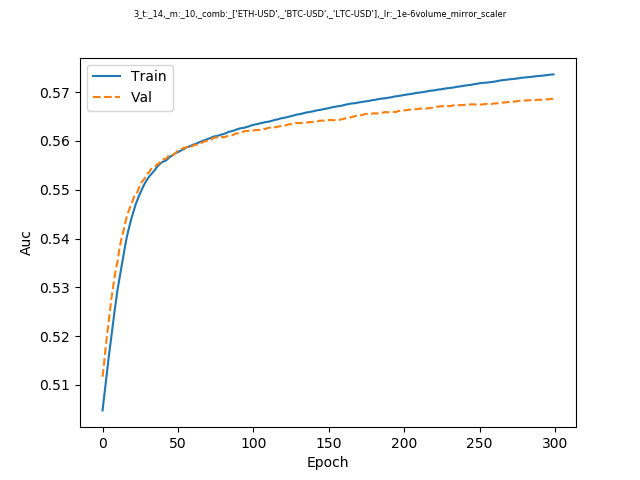 3_t:_14,_m:_10,_comb:_['ETH-USD',_'BTC-USD',_'LTC-USD'],_lr:_1e-6volume_mirror_scaler
Train
Val
0.57
0.56
0.55
0.54
0.53
0.52
0.51
Auc
0 50 100 150 200 250 300
Epoch